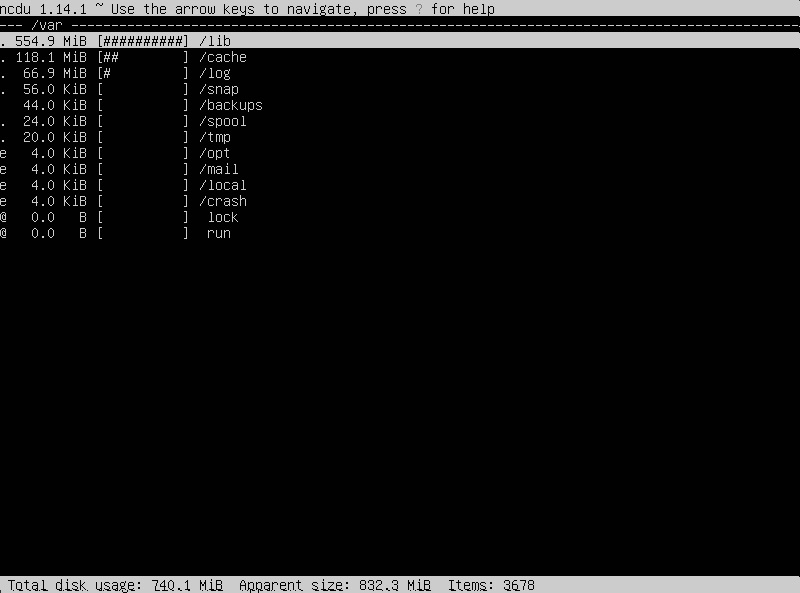 ncdu 1.14.1 ~ Use the arrow keys to navigate, press ? for help
--- /var ---------------------------------------------------------------------------------------------
. 554.9 MiB [##########] /lib
. 118.1 MiB [##        ] /cache
.  66.9 MiB [#         ] /log
.  56.0 KiB [          ] /snap
   44.0 KiB [          ] /backups
.  24.0 KiB [          ] /spool
.  20.0 KiB [          ] /tmp
e   4.0 KiB [          ] /opt
e   4.0 KiB [          ] /mail
e   4.0 KiB [          ] /local
e   4.0 KiB [          ] /crash
@   0.0   B [          ]  lock
@   0.0   B [          ]  run
Total disk usage: 740.1 MiB  Apparent size: 832.3 MiB  Items: 3678